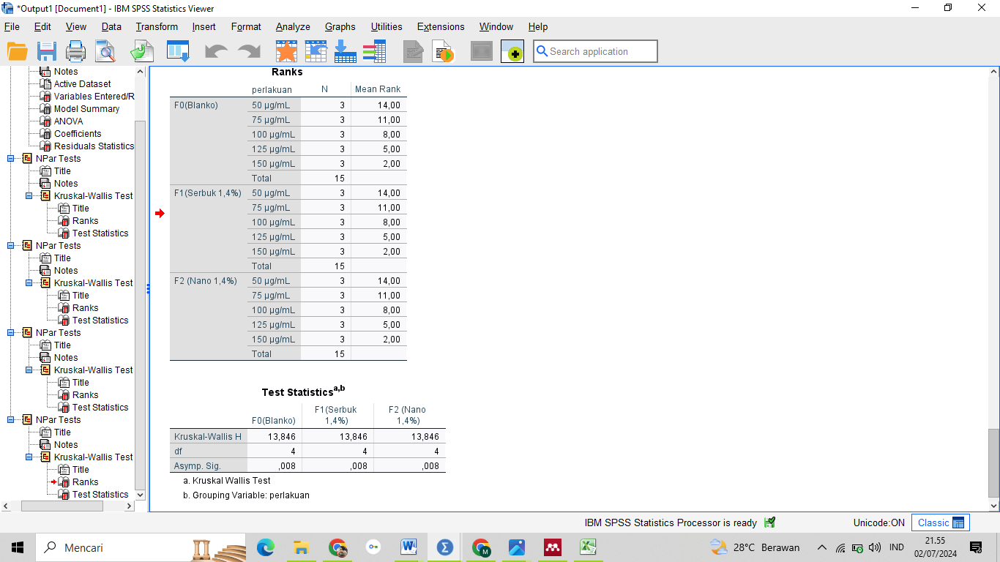 *Output1 [Document1] - IBM SPSS Statistics Viewer
File Edit View Data Transform Insert Format Analyze Graphs Utilities Extensions Window Help
Search application
Notes
Active Dataset
Variables Entered/R
Model Summary
ANOVA
Coefficients
Residuals Statistics
NPar Tests
Title
Notes
Kruskal-Wallis Test
Title
Ranks
Test Statistics
NPar Tests
Title
Notes
Kruskal-Wallis Test
Title
Ranks
Test Statistics
NPar Tests
Title
Notes
Kruskal-Wallis Test
Title
Ranks
Test Statistics
NPar Tests
Title
Notes
Kruskal-Wallis Test
Title
Ranks
Test Statistics
Ranks
perlakuan N Mean Rank
F0(Blanko) 50 µg/mL 3 14,00
75 µg/mL 3 11,00
100 µg/mL 3 8,00
125 µg/mL 3 5,00
150 µg/mL 3 2,00
Total 15
F1(Serbuk 1,4%) 50 µg/mL 3 14,00
75 µg/mL 3 11,00
100 µg/mL 3 8,00
125 µg/mL 3 5,00
150 µg/mL 3 2,00
Total 15
F2 (Nano 1,4%) 50 µg/mL 3 14,00
75 µg/mL 3 11,00
100 µg/mL 3 8,00
125 µg/mL 3 5,00
150 µg/mL 3 2,00
Total 15
Test Statistics a,b
F0(Blanko) F1(Serbuk 1,4%) F2 (Nano 1,4%)
Kruskal-Wallis H 13,846 13,846 13,846
df 4 4 4
Asymp. Sig. ,008 ,008 ,008
a. Kruskal Wallis Test
b. Grouping Variable: perlakuan
IBM SPSS Statistics Processor is ready Unicode:ON Classic
Mencari 28°C Berawan IND 21.55
02/07/2024